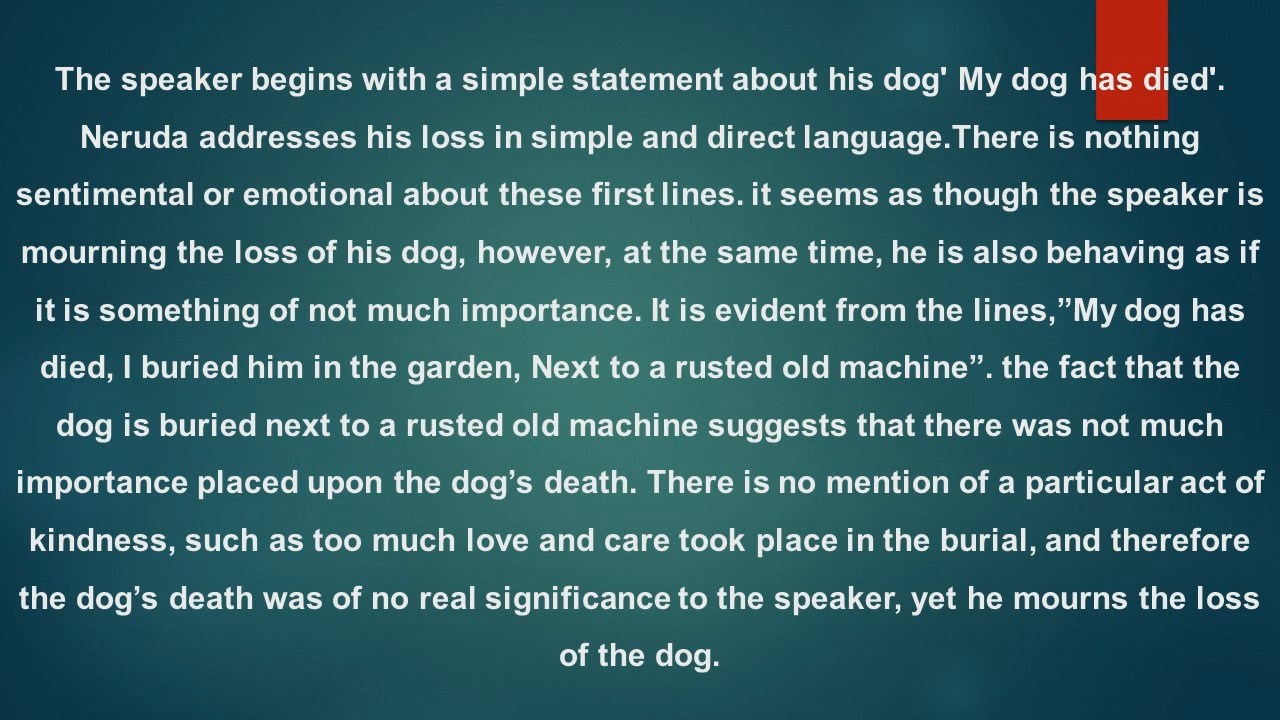 The speaker begins with a simple statement about his dog' My dog has died'.
Neruda addresses his loss in simple and direct language.There is nothing
sentimental or emotional about these first lines. it seems as though the speaker is
mourning the loss of his dog, however, at the same time, he is also behaving as if
it is something of not much importance. It is evident from the lines,”My dog has
died, I buried him in the garden, Next to a rusted old machine”. the fact that the
dog is buried next to a rusted old machine suggests that there was not much
importance placed upon the dog’s death. There is no mention of a particular act of
kindness, such as too much love and care took place in the burial, and therefore
the dog’s death was of no real significance to the speaker, yet he mourns the loss
of the dog.